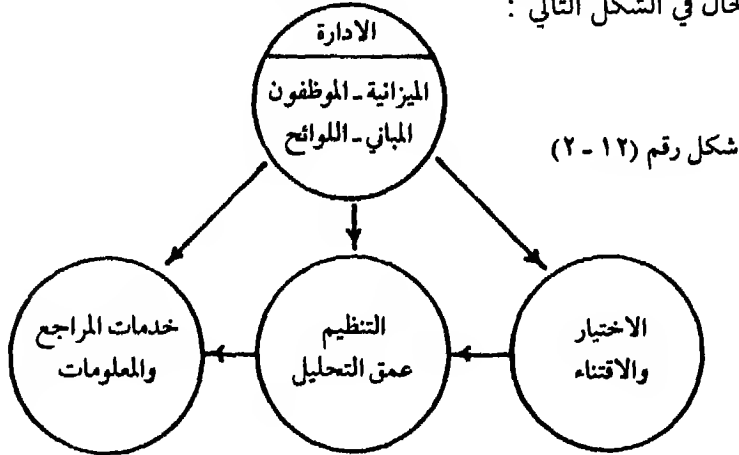 الحال في الشكل التالي :
شكل رقم (١٢ - ٢)
الادارة
الميزانية - الموظفون
المباني - اللوائح
الاختيار
والاقتناء
التنظيم
عمق التحليل
خدمات المراجع
والمعلومات